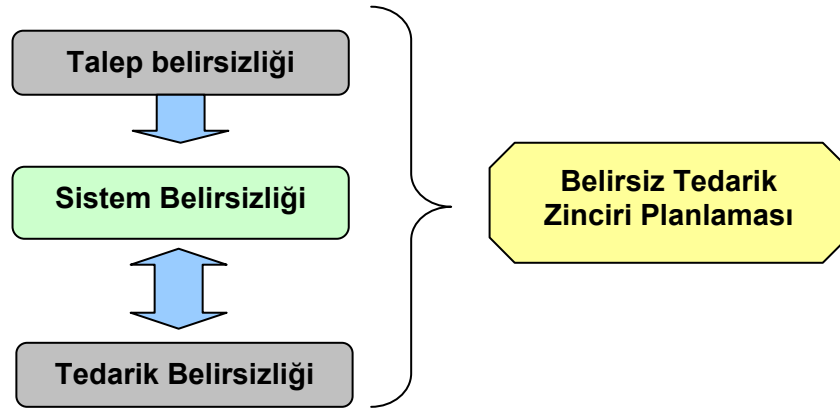 Talep belirsizliği
Sistem Belirsizliği
Tedarik Belirsizliği
Belirsiz Tedarik
Zinciri Planlaması